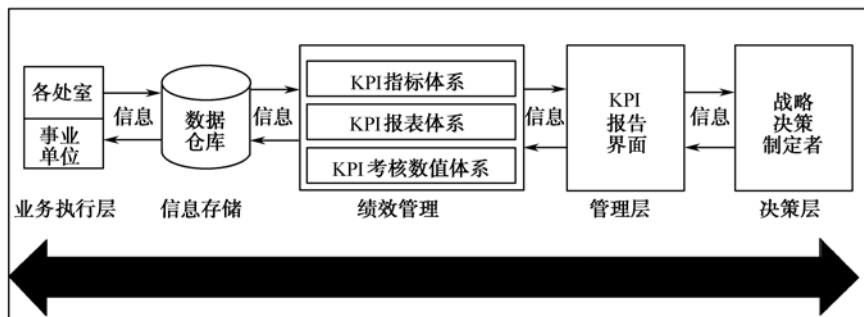 各处室
事业
单位
信息
数据
仓库
信息
KPI指标体系
KPI报表体系
KPI考核数值体系
信息
KPI
报告
界面
信息
战略
决策
制定者
业务执行层
信息存储
绩效管理
管理层
决策层